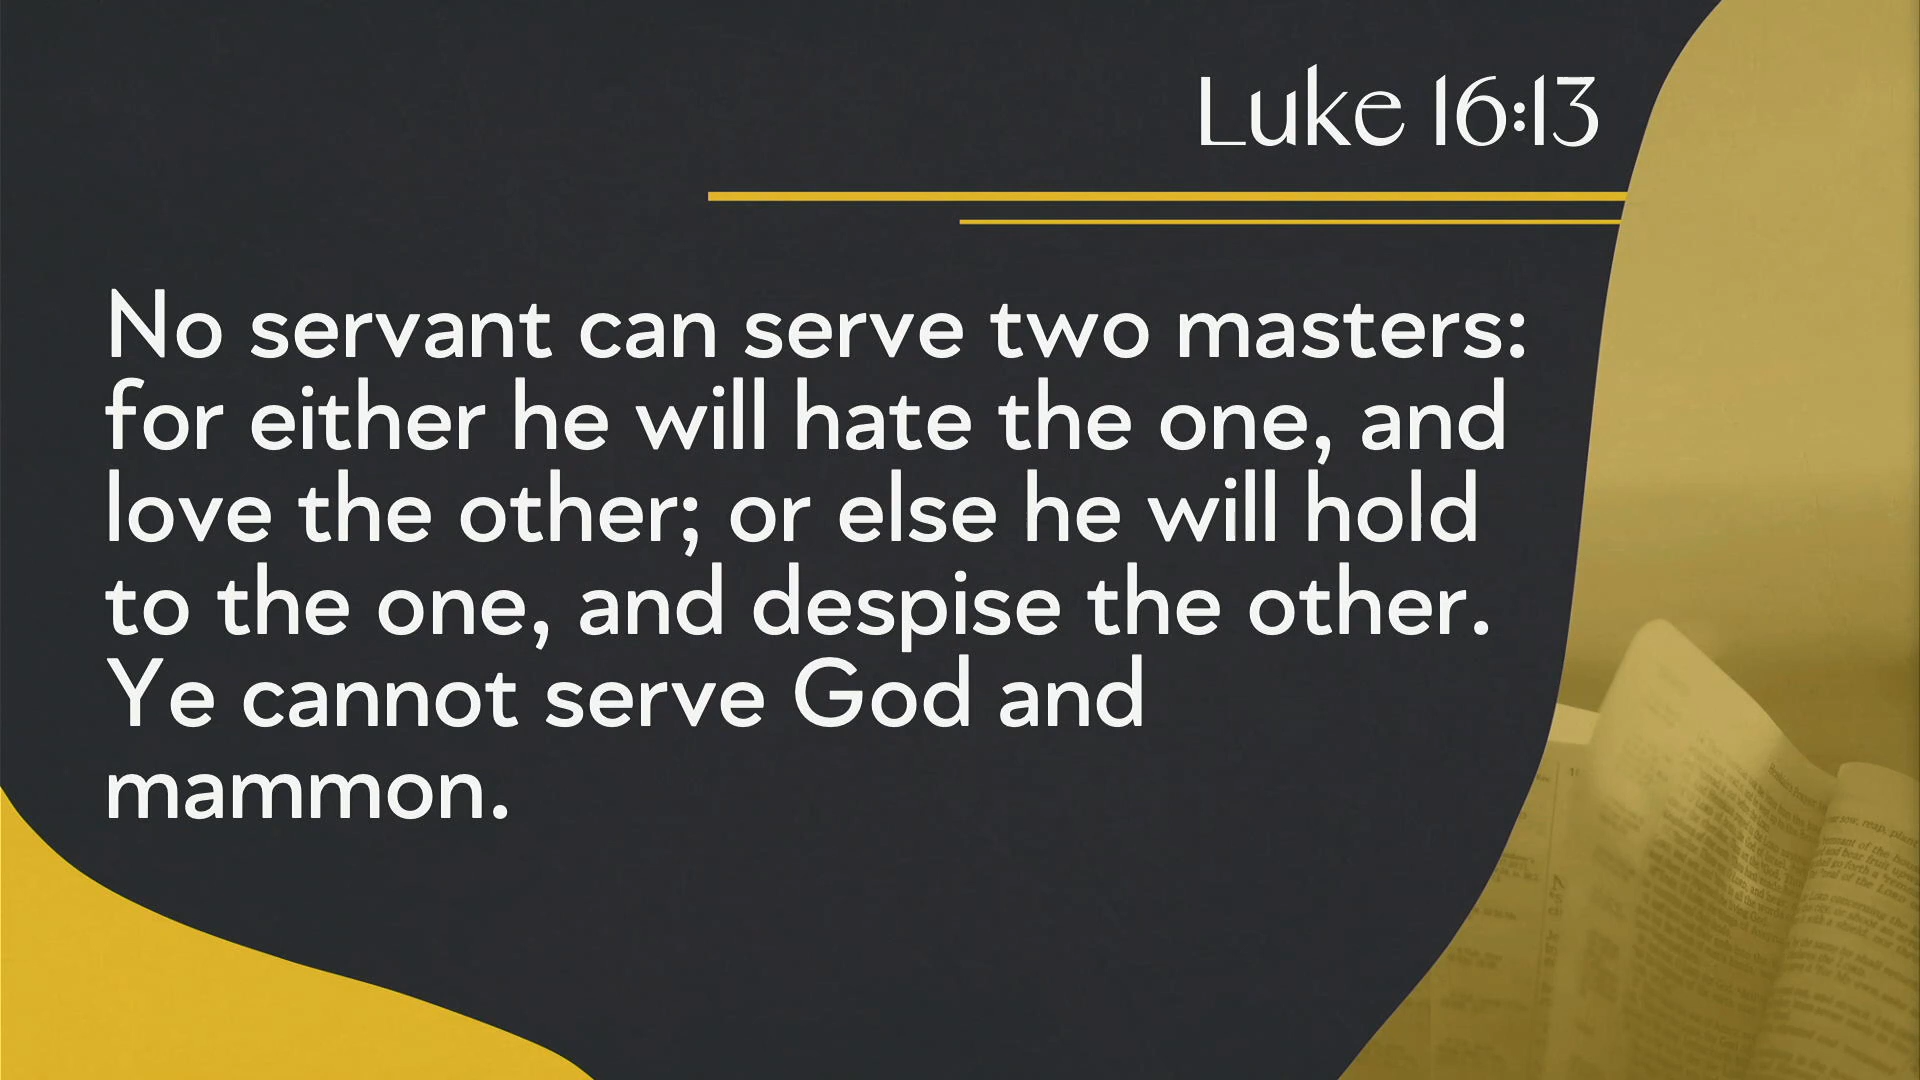 Luke 16:13
No servant can serve two masters:
for either he will hate the one, and
love the other; or else he will hold
to the one, and despise the other.
Ye cannot serve God and
mammon.